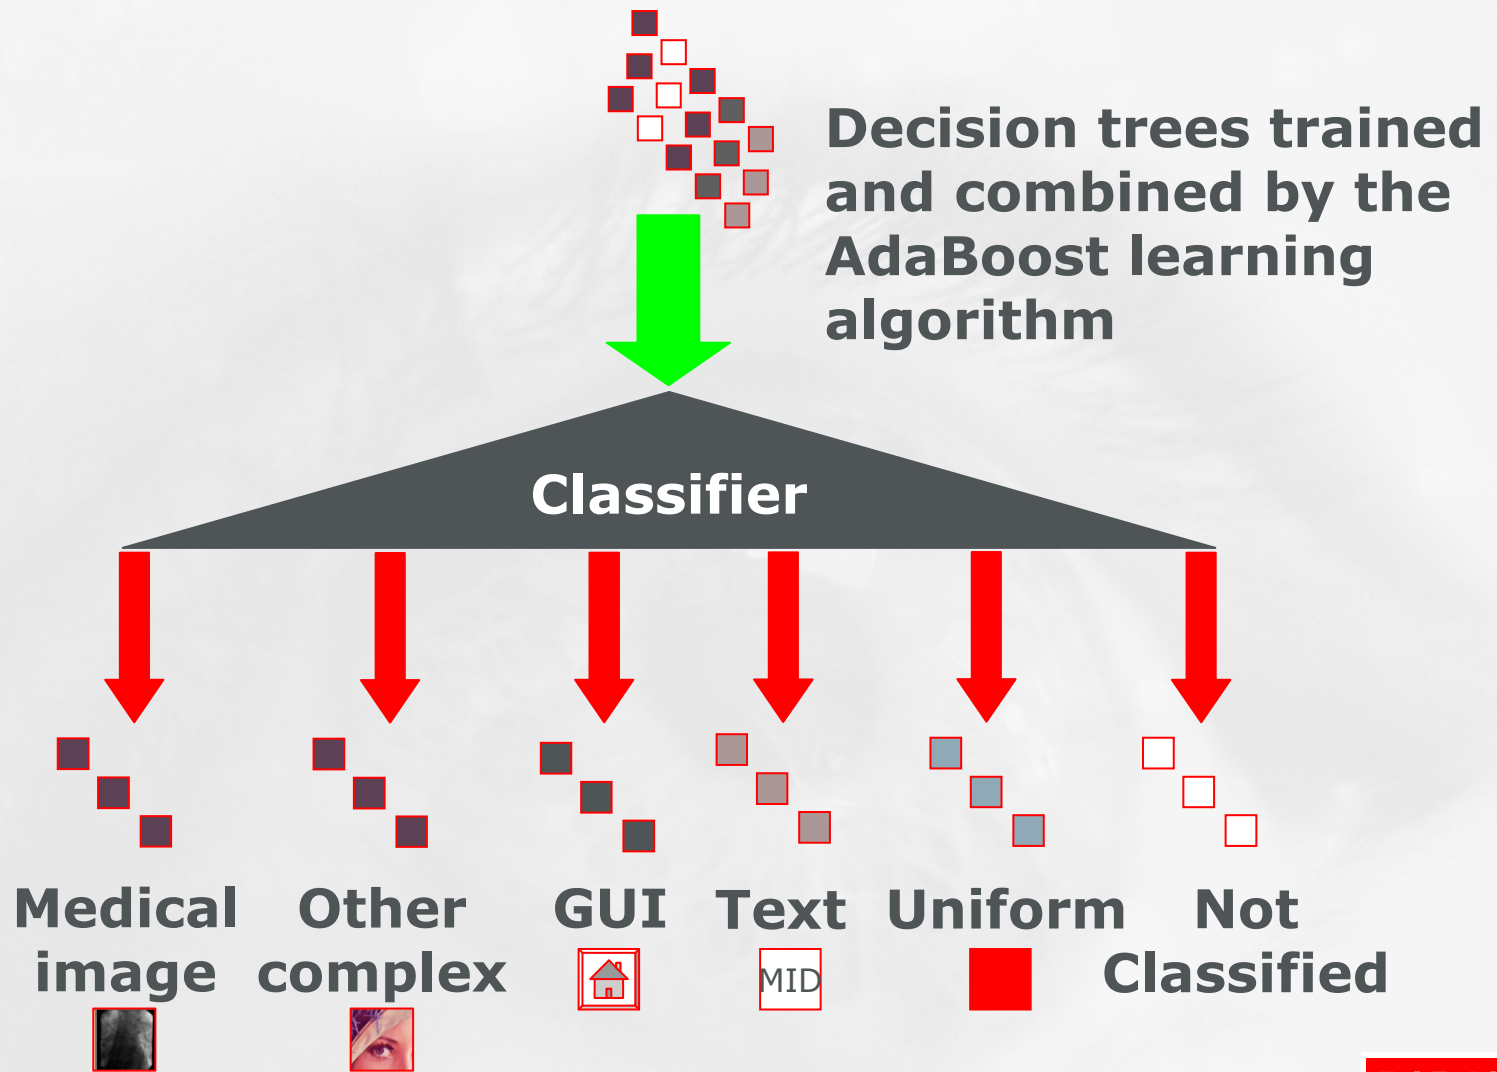 Decision trees trained
and combined by the
AdaBoost learning
algorithm
Classifier
Medical
image
Other
complex
GUI
Text
MID
Uniform
Not
Classified